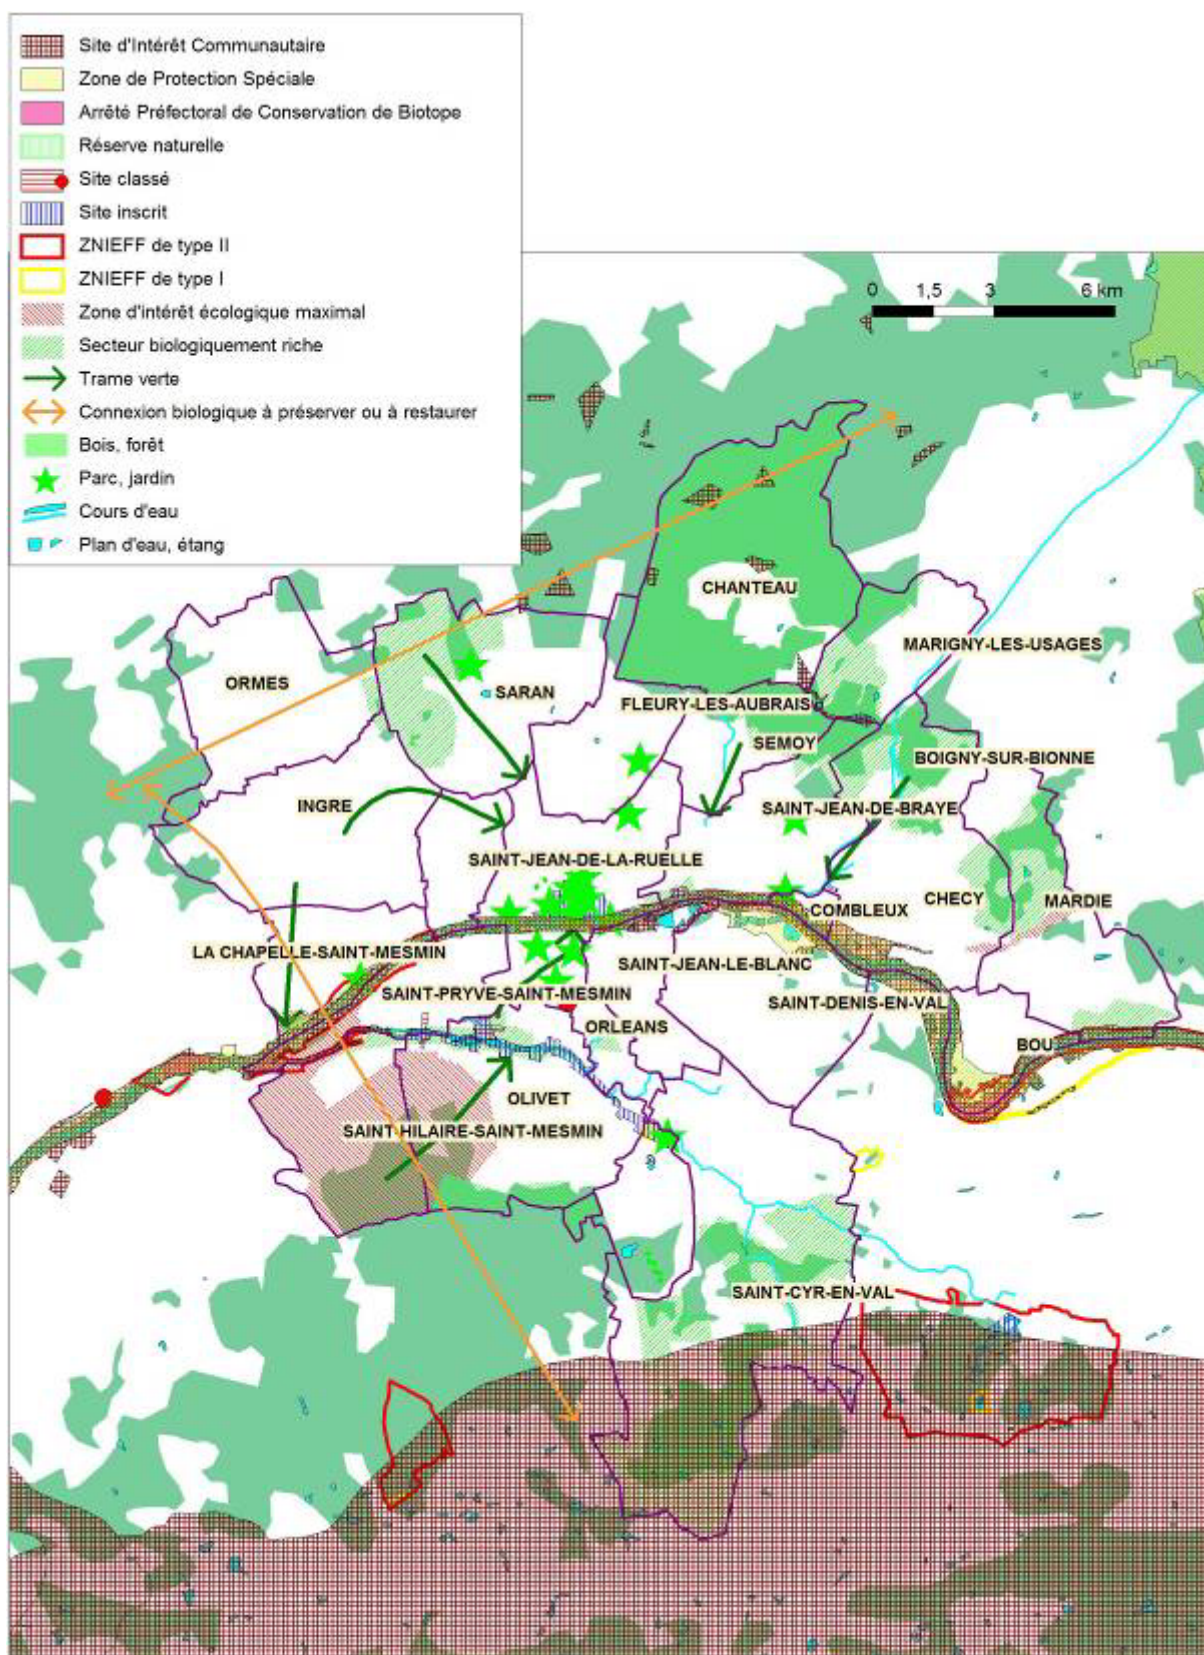 Site d'Intérêt Communautaire
Zone de Protection Spéciale
Arrêté Préfectoral de Conservation de Biotope
Réserve naturelle
Site classé
Site inscrit
ZNIEFF de type II
ZNIEFF de type I
Zone d'intérêt écologique maximal
Secteur biologiquement riche
Trame verte
Connexion biologique à préserver ou à restaurer
Bois, forêt
Parc, jardin
Cours d'eau
Plan d'eau, étang
0 1,5 3 6 km
CHANTEAU
MARIGNY-LES-USAGES
ORMES
SARAN
FLEURY-LES-AUBRAIS
SEMOY
BOIGNY-SUR-BIONNE
INGRE
SAINT-JEAN-DE-BRAYE
SAINT-JEAN-DE-LA-RUELLE
CHECY
MARDIE
COMBLEUX
LA CHAPELLE-SAINT-MESMIN
SAINT-JEAN-LE-BLANC
SAINT-PRYVE-SAINT-MESMIN
SAINT-DENIS-EN-VAL
ORLEANS
BOU
OLIVET
SAINT-HILAIRE-SAINT-MESMIN
SAINT-CYR-EN-VAL